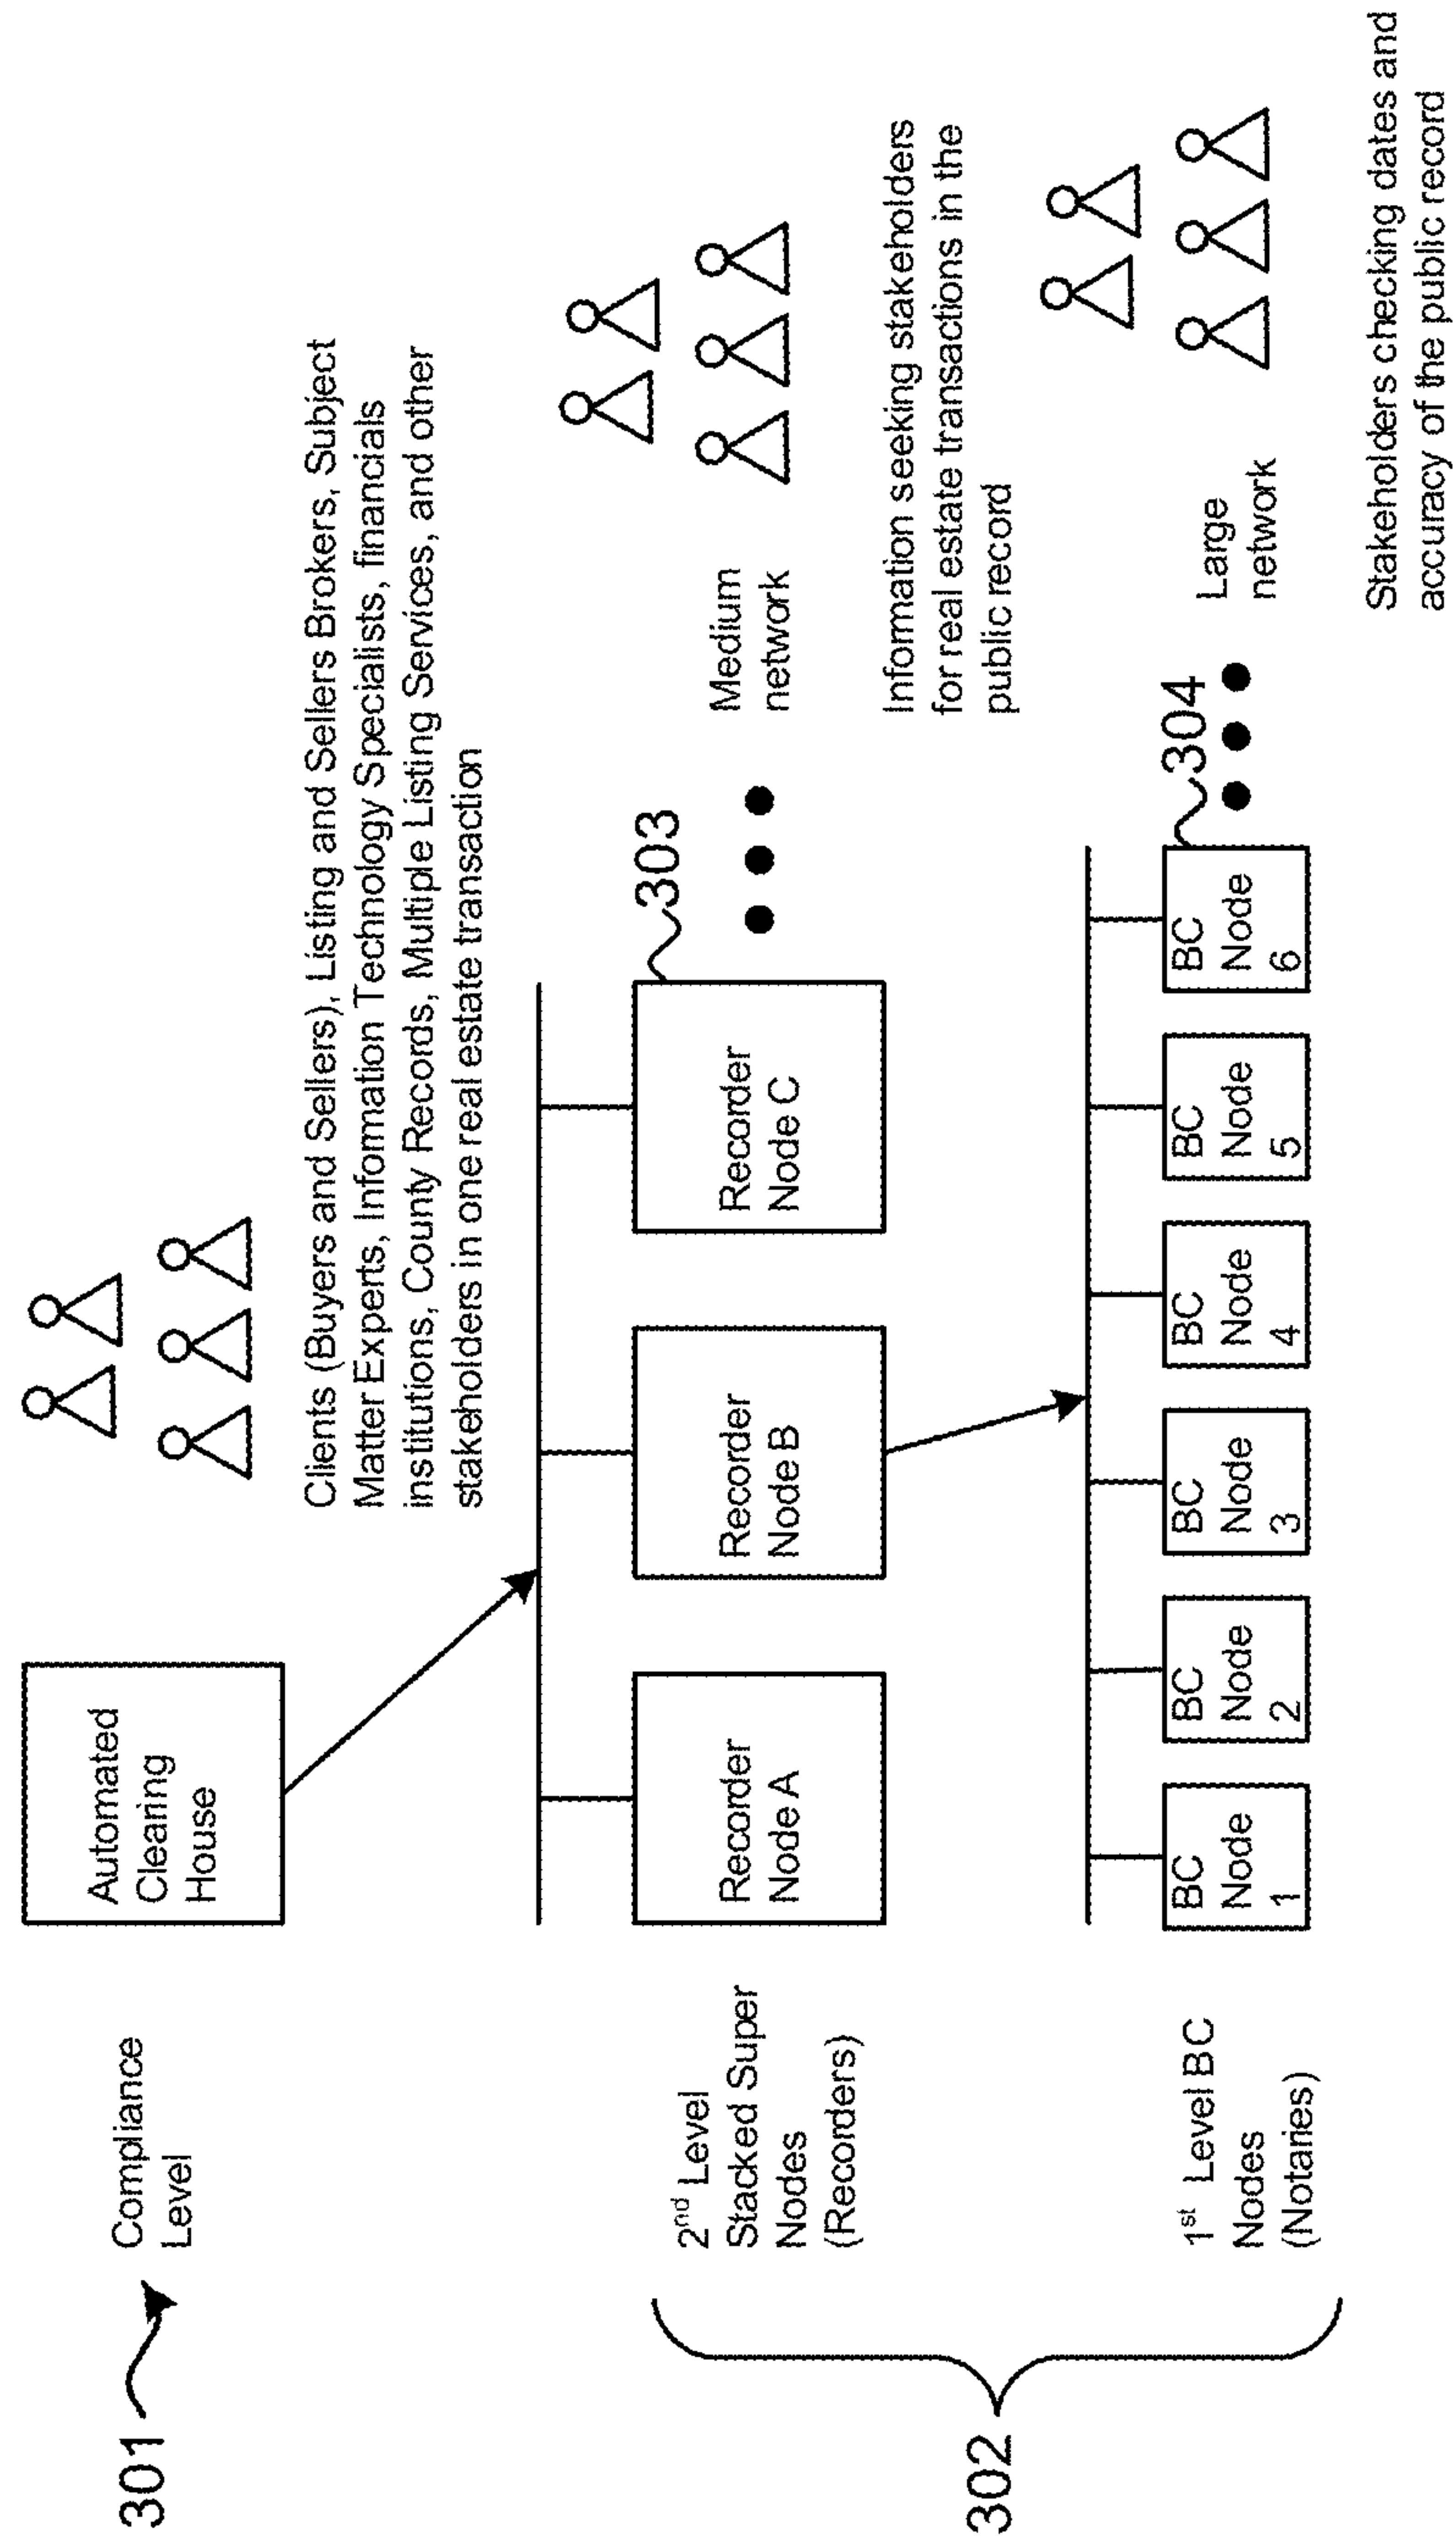 301
Compliance
Level
Automated
Clearing
House
Clients (Buyers and Sellers), Listing and Sellers Brokers, Subject
Matter Experts, Information Technology Specialists, financials
institutions, County Records, Multiple Listing Services, and other
stakeholders in one real estate transaction
302
2nd Level
Stacked Super
Nodes
(Recorders)
Recorder
Node A
Recorder
Node B
Recorder
Node C
303
Medium
network
Information seeking stakeholders
for real estate transactions in the
public record
1st Level BC
Nodes
(Notaries)
BC
Node
1
BC
Node
2
BC
Node
3
BC
Node
4
BC
Node
5
BC
Node
6
304
Large
network
Stakeholders checking dates and
accuracy of the public record